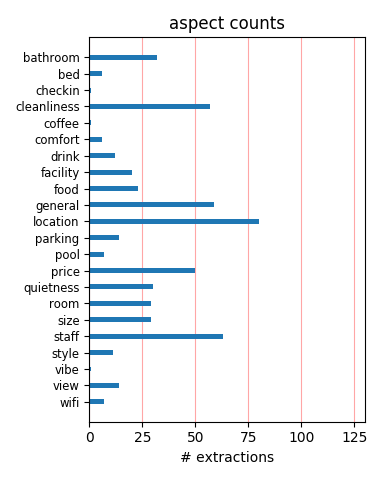 aspect counts
bathroom
bed
checkin
cleanliness
coffee
comfort
drink
facility
food
general
location
parking
pool
price
quietness
room
size
staff
style
vibe
view
wifi
0 25 50 75 100 125
# extractions